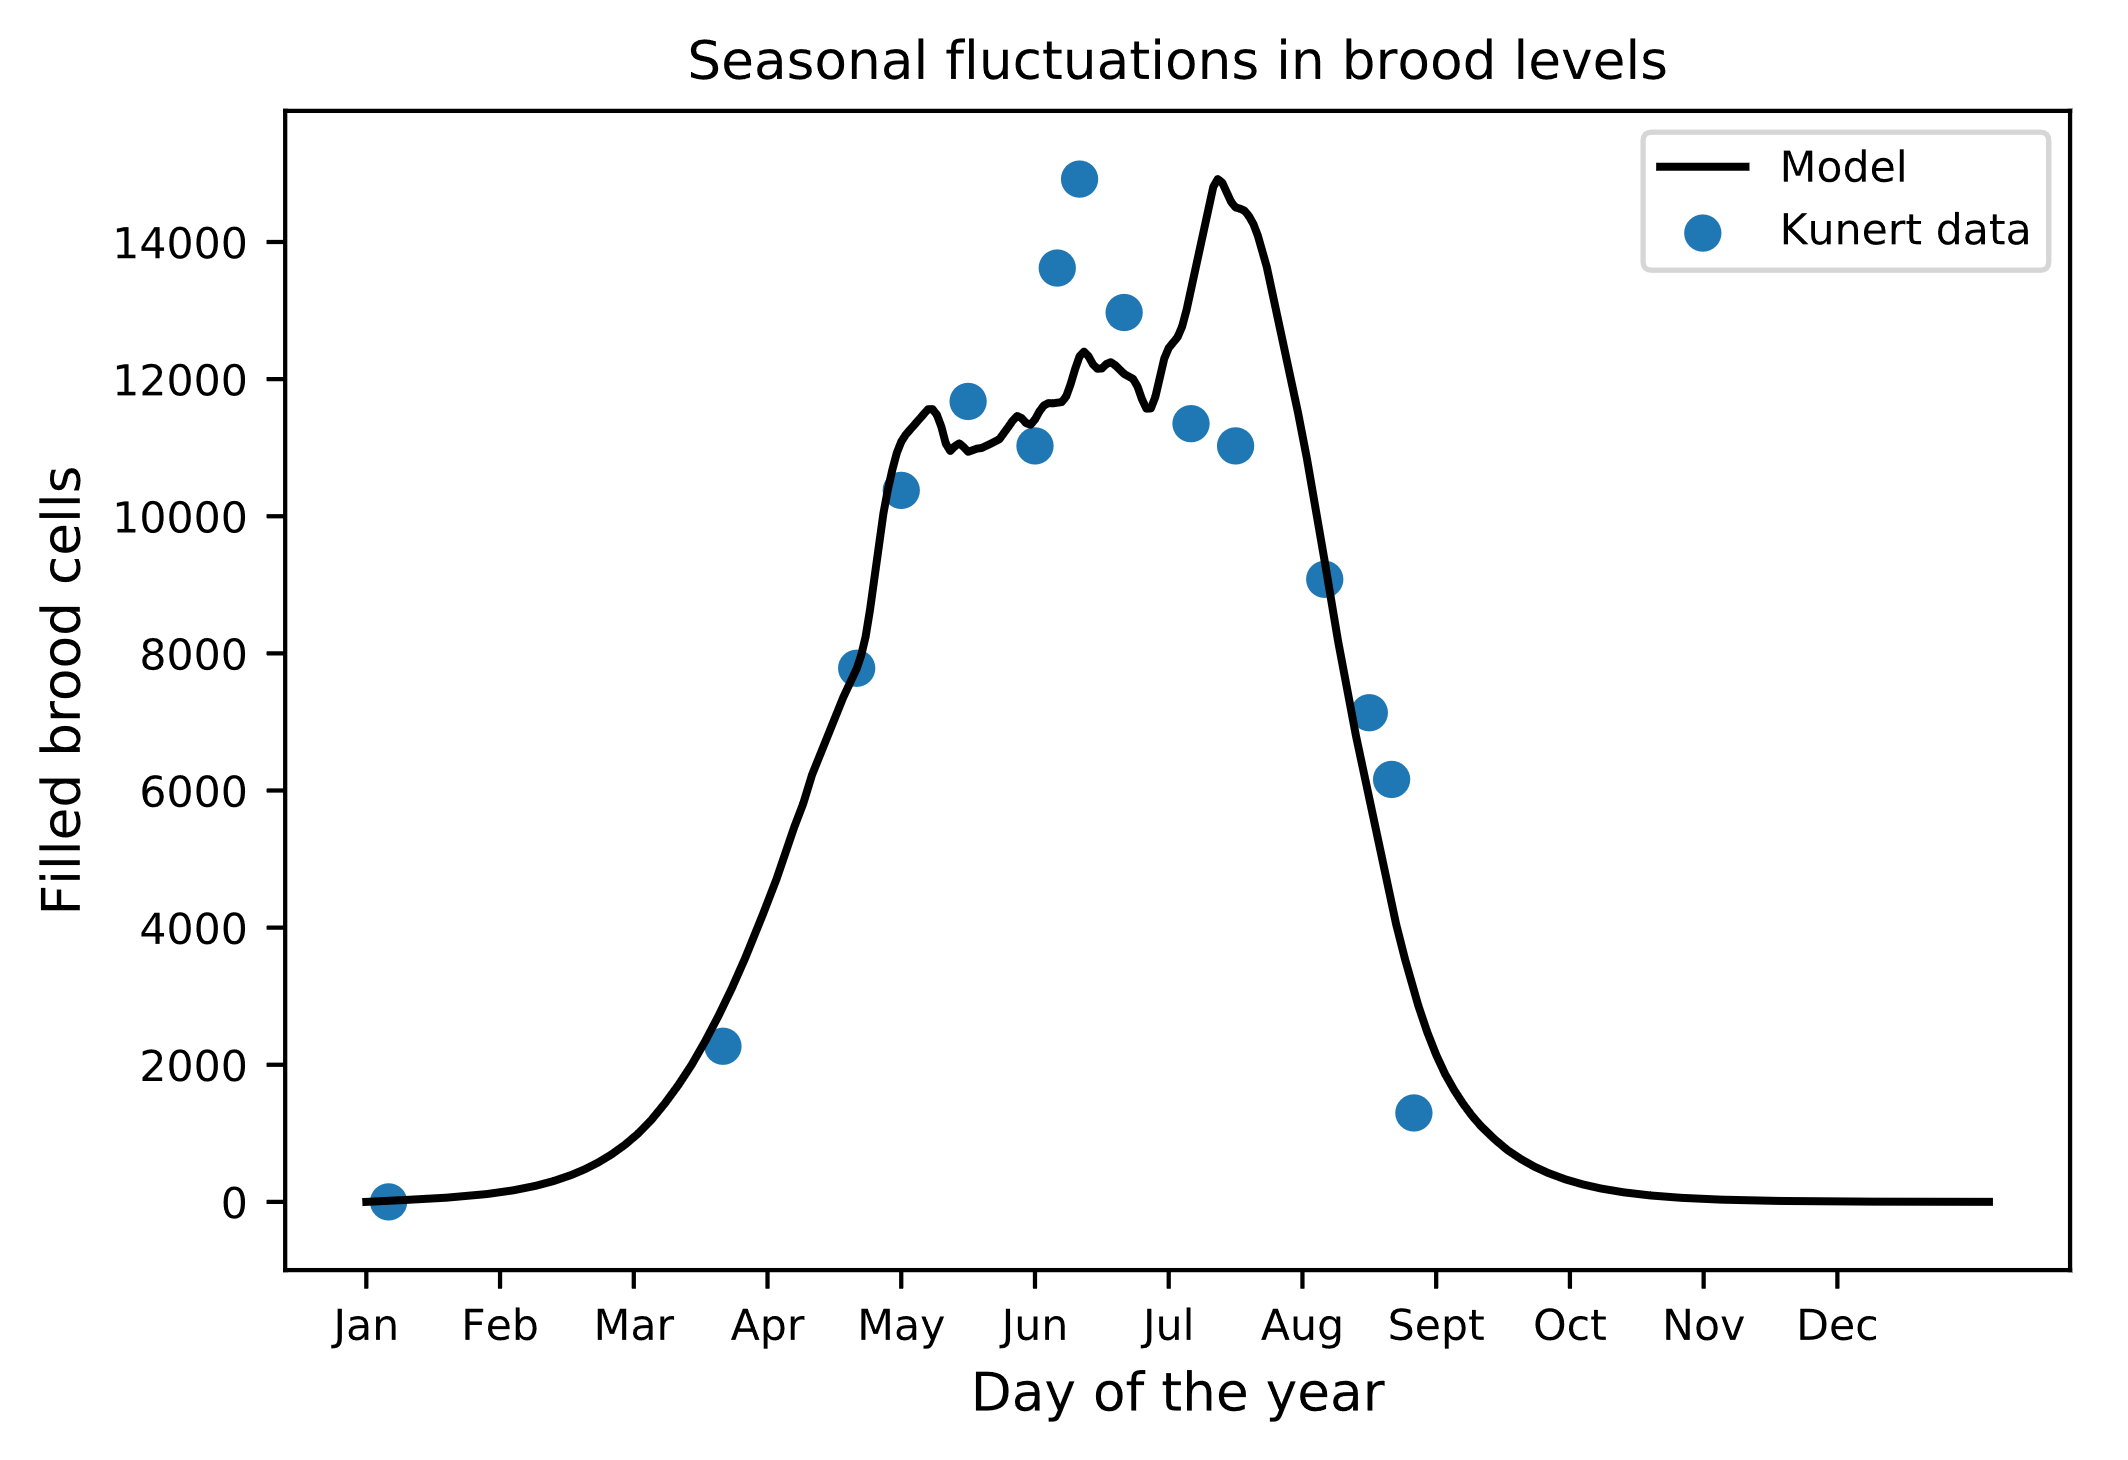 Seasonal fluctuations in brood levels
Model
Kunert data
Filled brood cells
14000
12000
10000
8000
6000
4000
2000
0
Jan Feb Mar Apr May Jun Jul Aug Sept Oct Nov Dec
Day of the year